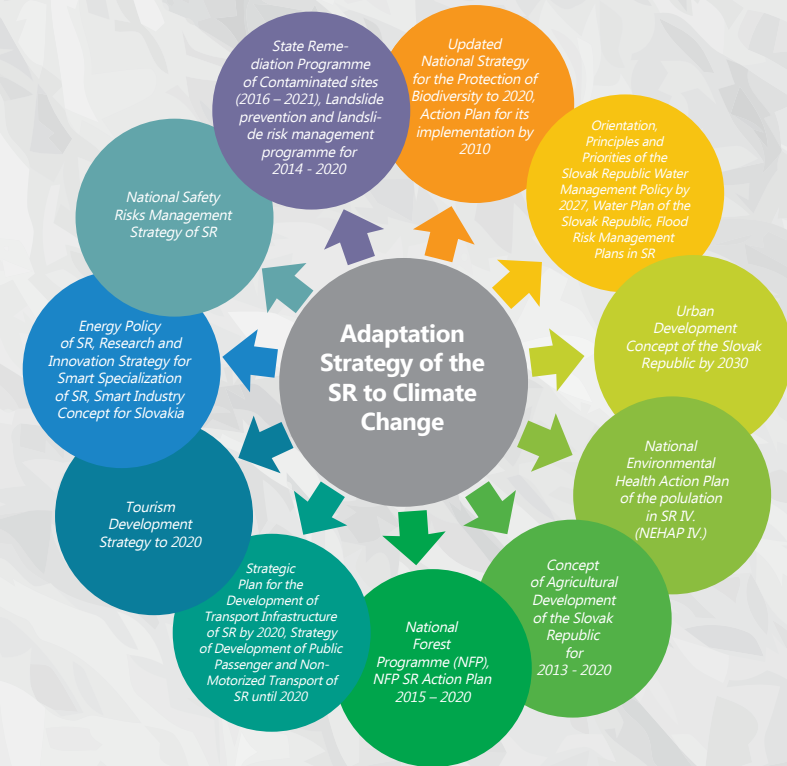 State Reme-
diation Programme
of Contaminated sites
(2016 – 2021), Landslide
prevention and landsli-
de risk management
programme for
2014 - 2020
Updated
National Strategy
for the Protection of
Biodiversity to 2020,
Action Plan for its
implementation by
2010
Orientation,
Principles and
Priorities of the
Slovak Republic Water
Management Policy by
2027, Water Plan of the
Slovak Republic, Flood
Risk Management
Plans in SR
Urban
Development
Concept of the Slovak
Republic by 2030
National
Environmental
Health Action Plan
of the polulation
in SR IV.
(NEHAP IV.)
Concept
of Agricultural
Development
of the Slovak
Republic
for
2013 - 2020
National
Forest
Programme (NFP),
NFP SR Action Plan
2015 – 2020
Strategic
Plan for the
Development of
Transport Infrastructure
of SR by 2020, Strategy
of Development of Public
Passenger and Non-
Motorized Transport of
SR until 2020
Tourism
Development
Strategy to 2020
Energy Policy
of SR, Research and
Innovation Strategy for
Smart Specialization
of SR, Smart Industry
Concept for Slovakia
National Safety
Risks Management
Strategy of SR
Adaptation
Strategy of the
SR to Climate
Change